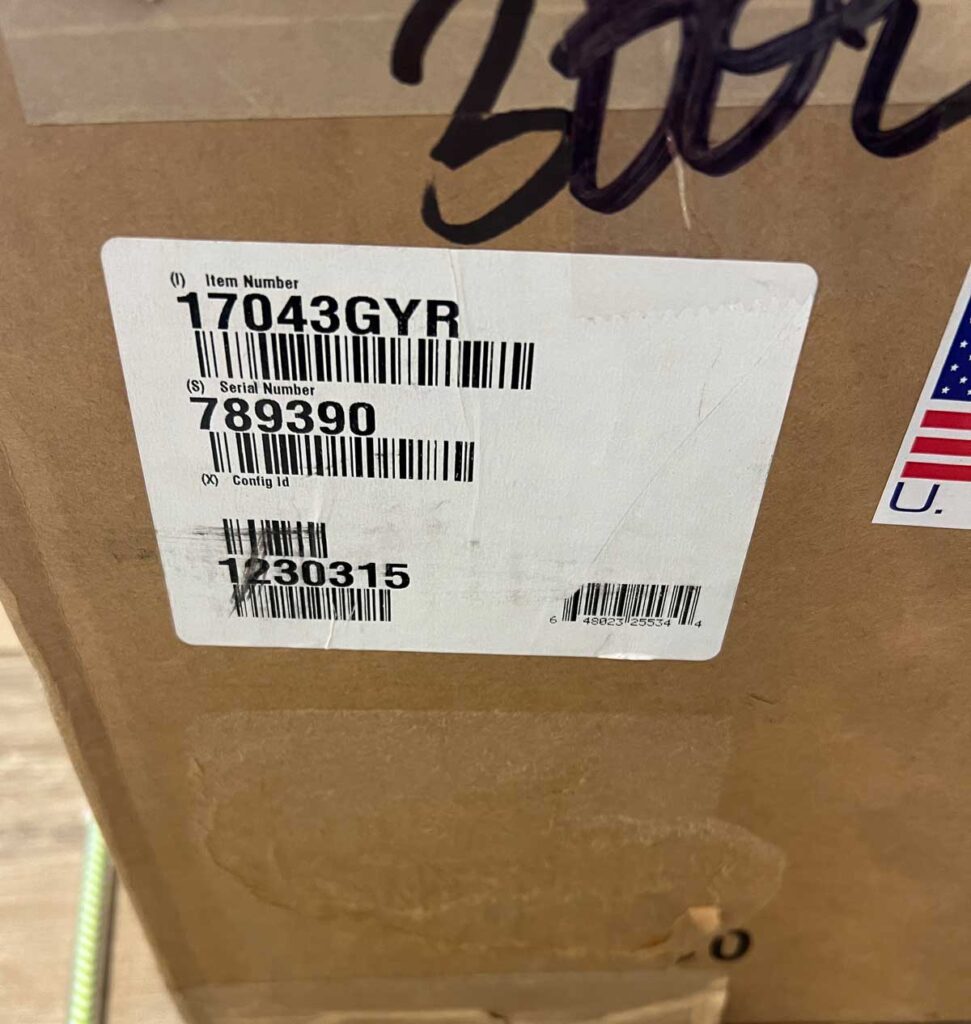 (I) Item Number
17043GYR
(S) Serial Number
789390
(X) Config Id
1230315
6 48023 25534 4
U.